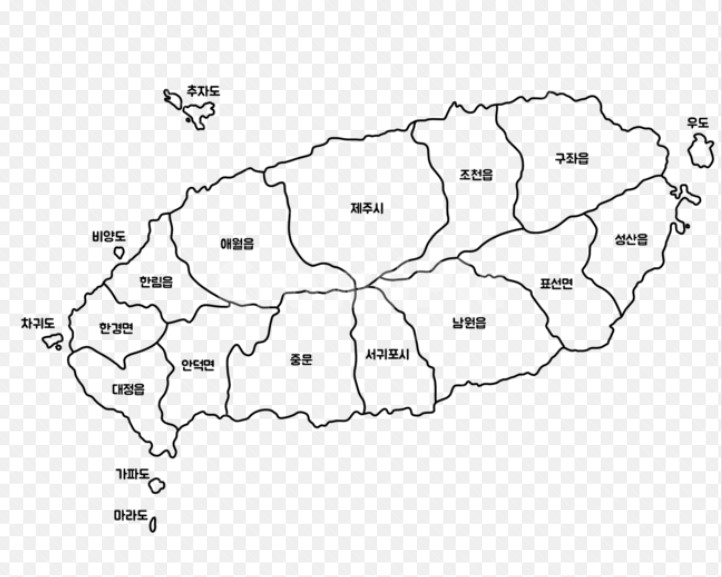 추자도
우도
구좌읍
조천읍
제주시
비양도
애월읍
성산읍
한림읍
표선면
차귀도
한경면
남원읍
서귀포시
중문
안덕면
대정읍
가파도
마라도